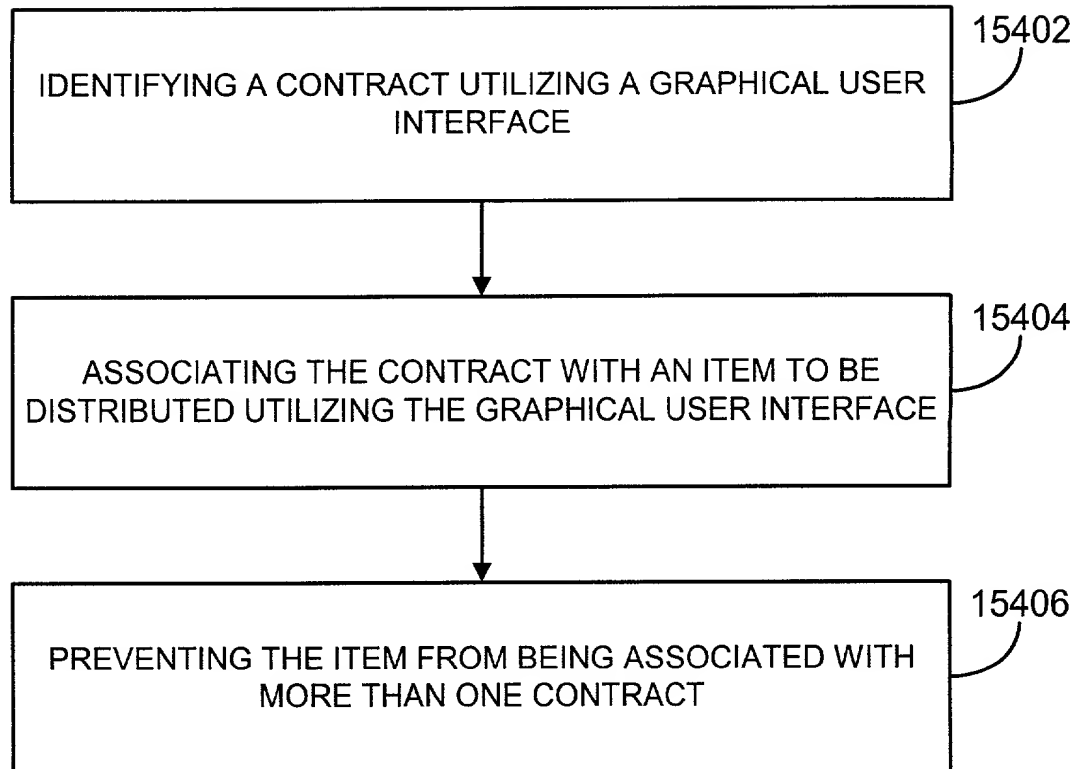 15402
IDENTIFYING A CONTRACT UTILIZING A GRAPHICAL USER
INTERFACE
15404
ASSOCIATING THE CONTRACT WITH AN ITEM TO BE
DISTRIBUTED UTILIZING THE GRAPHICAL USER INTERFACE
15406
PREVENTING THE ITEM FROM BEING ASSOCIATED WITH
MORE THAN ONE CONTRACT